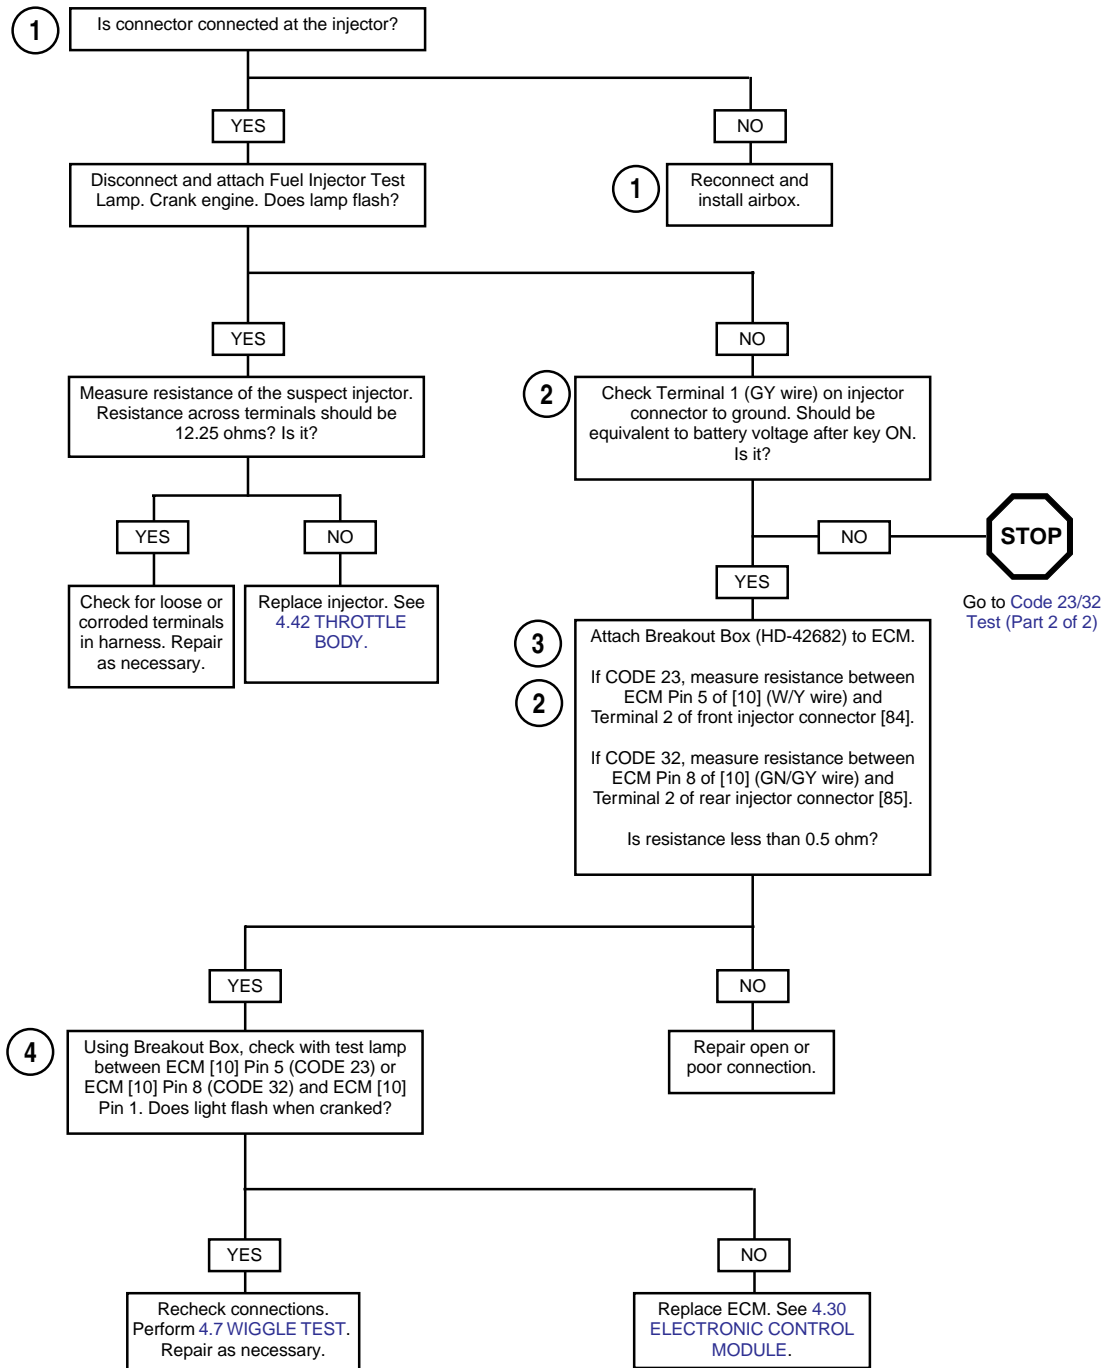 1
Is connector connected at the injector?
YES
NO
Disconnect and attach Fuel Injector Test
Lamp. Crank engine. Does lamp flash?
1
Reconnect and
install airbox.
YES
NO
Measure resistance of the suspect injector.
Resistance across terminals should be
12.25 ohms? Is it?
2
Check Terminal 1 (GY wire) on injector
connector to ground. Should be
equivalent to battery voltage after key ON.
Is it?
YES
NO
NO
STOP
YES
Go to Code 23/32
Test (Part 2 of 2)
Check for loose or
corroded terminals
in harness. Repair
as necessary.
Replace injector. See
4.42 THROTTLE
BODY.
3
2
Attach Breakout Box (HD-42682) to ECM.
If CODE 23, measure resistance between
ECM Pin 5 of [10] (W/Y wire) and
Terminal 2 of front injector connector [84].
If CODE 32, measure resistance between
ECM Pin 8 of [10] (GN/GY wire) and
Terminal 2 of rear injector connector [85].
Is resistance less than 0.5 ohm?
YES
NO
4
Using Breakout Box, check with test lamp
between ECM [10] Pin 5 (CODE 23) or
ECM [10] Pin 8 (CODE 32) and ECM [10]
Pin 1. Does light flash when cranked?
Repair open or
poor connection.
YES
NO
Recheck connections.
Perform 4.7 WIGGLE TEST.
Repair as necessary.
Replace ECM. See 4.30
ELECTRONIC CONTROL
MODULE.